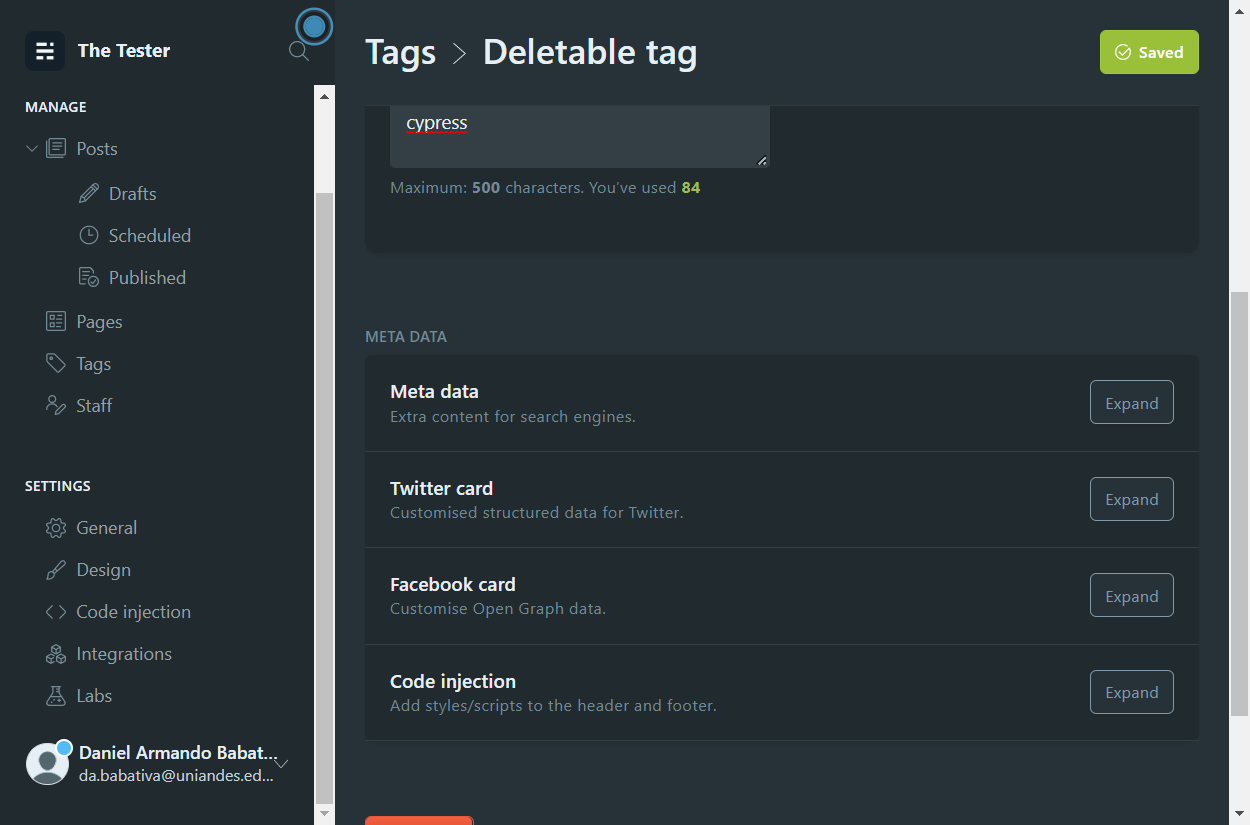 The Tester
MANAGE
Posts
Drafts
Scheduled
Published
Pages
Tags
Staff
SETTINGS
General
Design
Code injection
Integrations
Labs
Daniel Armando Babat...
da.babativa@uniandes.ed...
Tags > Deletable tag
Saved
cypress
Maximum: 500 characters. You’ve used 84
META DATA
Meta data
Extra content for search engines.
Expand
Twitter card
Customised structured data for Twitter.
Expand
Facebook card
Customise Open Graph data.
Expand
Code injection
Add styles/scripts to the header and footer.
Expand